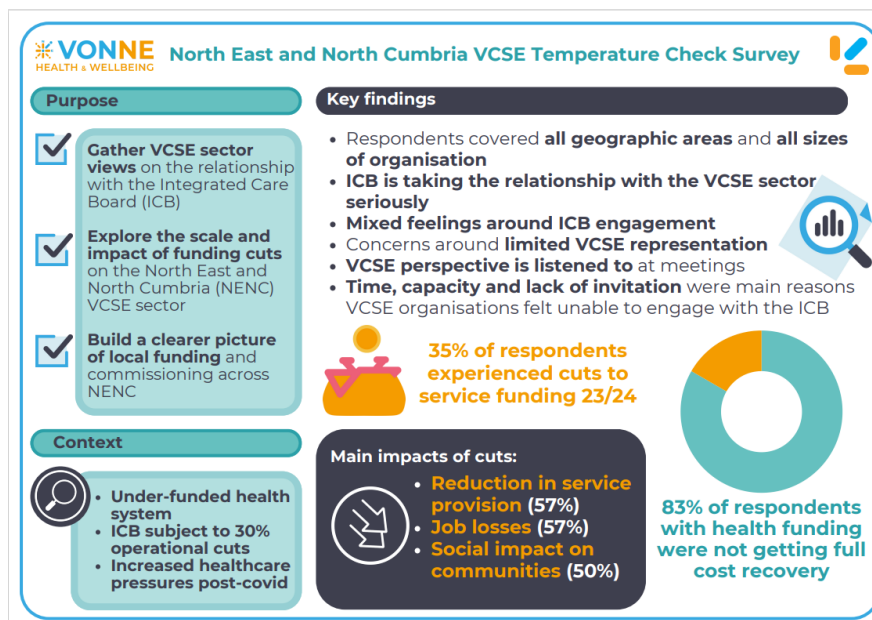 VONNE
HEALTH & WELLBEING
North East and North Cumbria VCSE Temperature Check Survey
Purpose
Gather VCSE sector
views on the relationship
with the Integrated Care
Board (ICB)
Explore the scale and
impact of funding cuts
on the North East and
North Cumbria (NENC)
VCSE sector
Build a clearer picture
of local funding and
commissioning across
NENC
Context
• Under-funded health
system
• ICB subject to 30%
operational cuts
• Increased healthcare
pressures post-covid
Key findings
• Respondents covered all geographic areas and all sizes
of organisation
• ICB is taking the relationship with the VCSE sector
seriously
• Mixed feelings around ICB engagement
• Concerns around limited VCSE representation
• VCSE perspective is listened to at meetings
• Time, capacity and lack of invitation were main reasons
VCSE organisations felt unable to engage with the ICB
35% of respondents
experienced cuts to
service funding 23/24
Main impacts of cuts:
• Reduction in service
provision (57%)
• Job losses (57%)
• Social impact on
communities (50%)
83% of respondents
with health funding
were not getting full
cost recovery